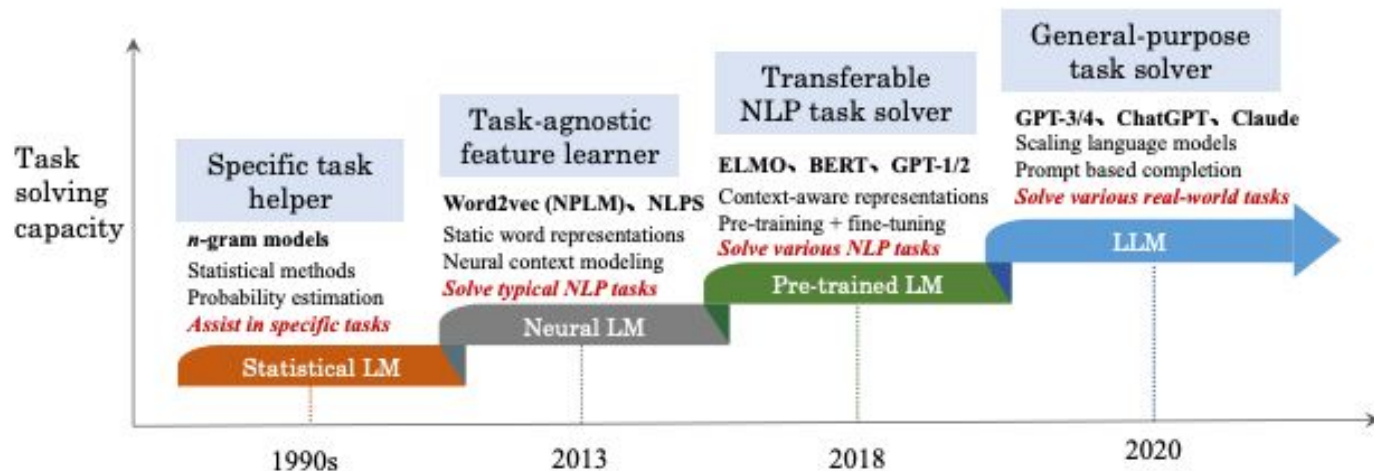 Task
solving
capacity
Specific task
helper
n-gram models
Statistical methods
Probability estimation
Assist in specific tasks
Statistical LM
1990s
Task-agnostic
feature learner
Word2vec (NPLM)、NLPS
Static word representations
Neural context modeling
Solve typical NLP tasks
Neural LM
2013
Transferable
NLP task solver
ELMO、BERT、GPT-1/2
Context-aware representations
Pre-training + fine-tuning
Solve various NLP tasks
Pre-trained LM
2018
General-purpose
task solver
GPT-3/4、ChatGPT、Claude
Scaling language models
Prompt based completion
Solve various real-world tasks
LLM
2020